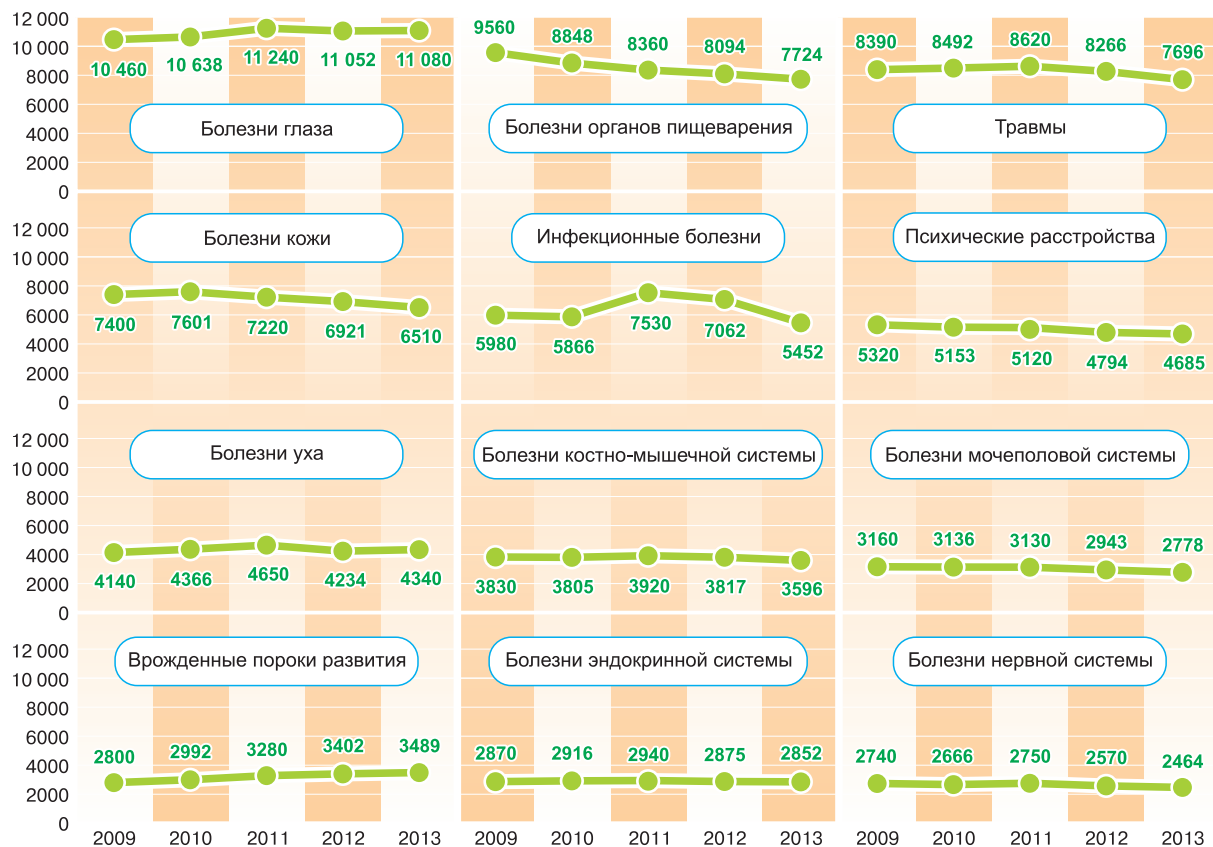 12 000
10 000
8000
6000
4000
2000
0
10 460 10 638 11 240 11 052 11 080
Болезни глаза
9560 8848 8360 8094 7724
Болезни органов пищеварения
8390 8492 8620 8266 7696
Травмы
12 000
10 000
8000
6000
4000
2000
0
Болезни кожи
7400 7601 7220 6921 6510
Инфекционные болезни
5980 5866 7530 7062 5452
Психические расстройства
5320 5153 5120 4794 4685
12 000
10 000
8000
6000
4000
2000
0
Болезни уха
4140 4366 4650 4234 4340
Болезни костно-мышечной системы
3830 3805 3920 3817 3596
Болезни мочеполовой системы
3160 3136 3130 2943 2778
12 000
10 000
8000
6000
4000
2000
0
Врожденные пороки развития
2800 2992 3280 3402 3489
Болезни эндокринной системы
2870 2916 2940 2875 2852
Болезни нервной системы
2740 2666 2750 2570 2464
2009 2010 2011 2012 2013
2009 2010 2011 2012 2013
2009 2010 2011 2012 2013